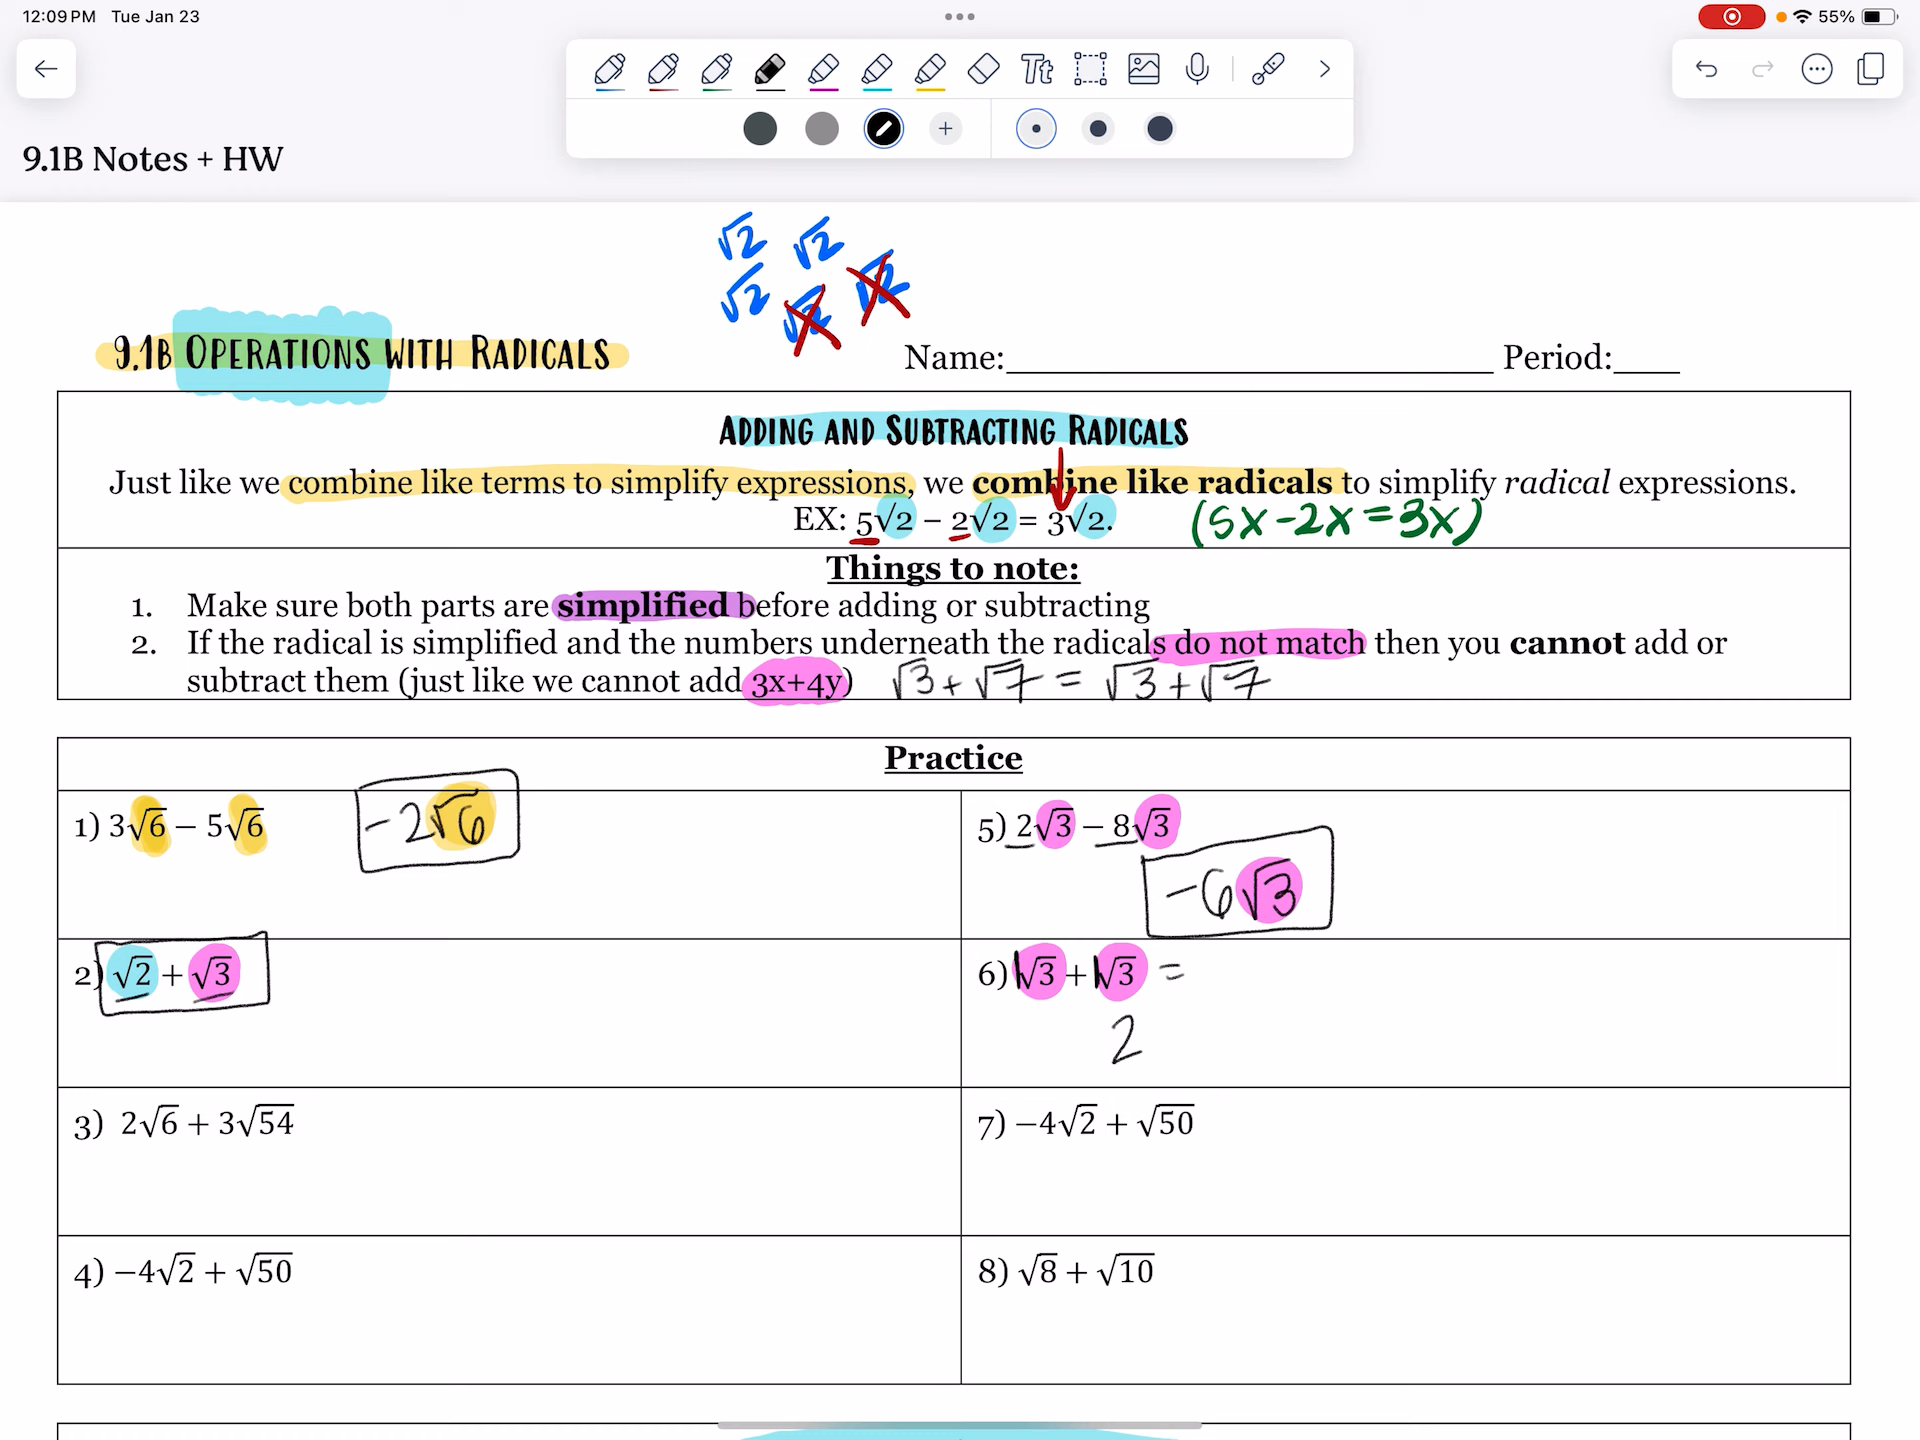 12:09 PM Tue Jan 23
55%
Tt
9.1B Notes + HW
√2 √2
√2 √2 √2
9.1B OPERATIONS WITH RADICALS
Name: Period:
ADDING AND SUBTRACTING RADICALS
Just like we combine like terms to simplify expressions, we combine like radicals to simplify radical expressions.
EX: 5√2 − 2√2 = 3√2. (5x-2x=3x)
Things to note:
1. Make sure both parts are simplified before adding or subtracting
2. If the radical is simplified and the numbers underneath the radicals do not match then you cannot add or
subtract them (just like we cannot add 3x+4y) √3+√7 = √3+√7
Practice
1) 3√6 − 5√6 -2√6
5) 2√3 − 8√3
-6√3
2) √2 + √3
6) 1√3 + 1√3 =
2
3) 2√6 + 3√54
7) −4√2 + √50
4) −4√2 + √50
8) √8 + √10